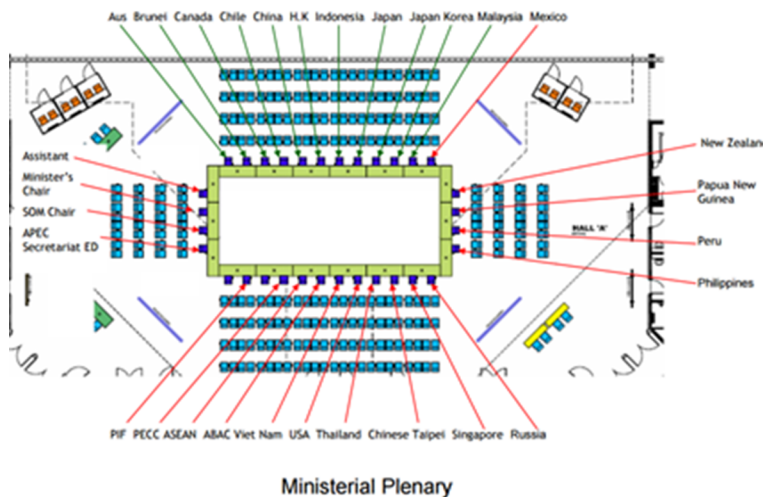 Aus Brunei Canada Chile China H.K Indonesia Japan Japan Korea Malaysia Mexico
Assistant
Minister's
Chair
SOM Chair
APEC
Secretariat ED
New Zealan
Papua New
Guinea
Peru
Philippines
HALL 'A'
PIF PECC ASEAN ABAC Viet Nam USA Thailand Chinese Taipei Singapore Russia
Ministerial Plenary